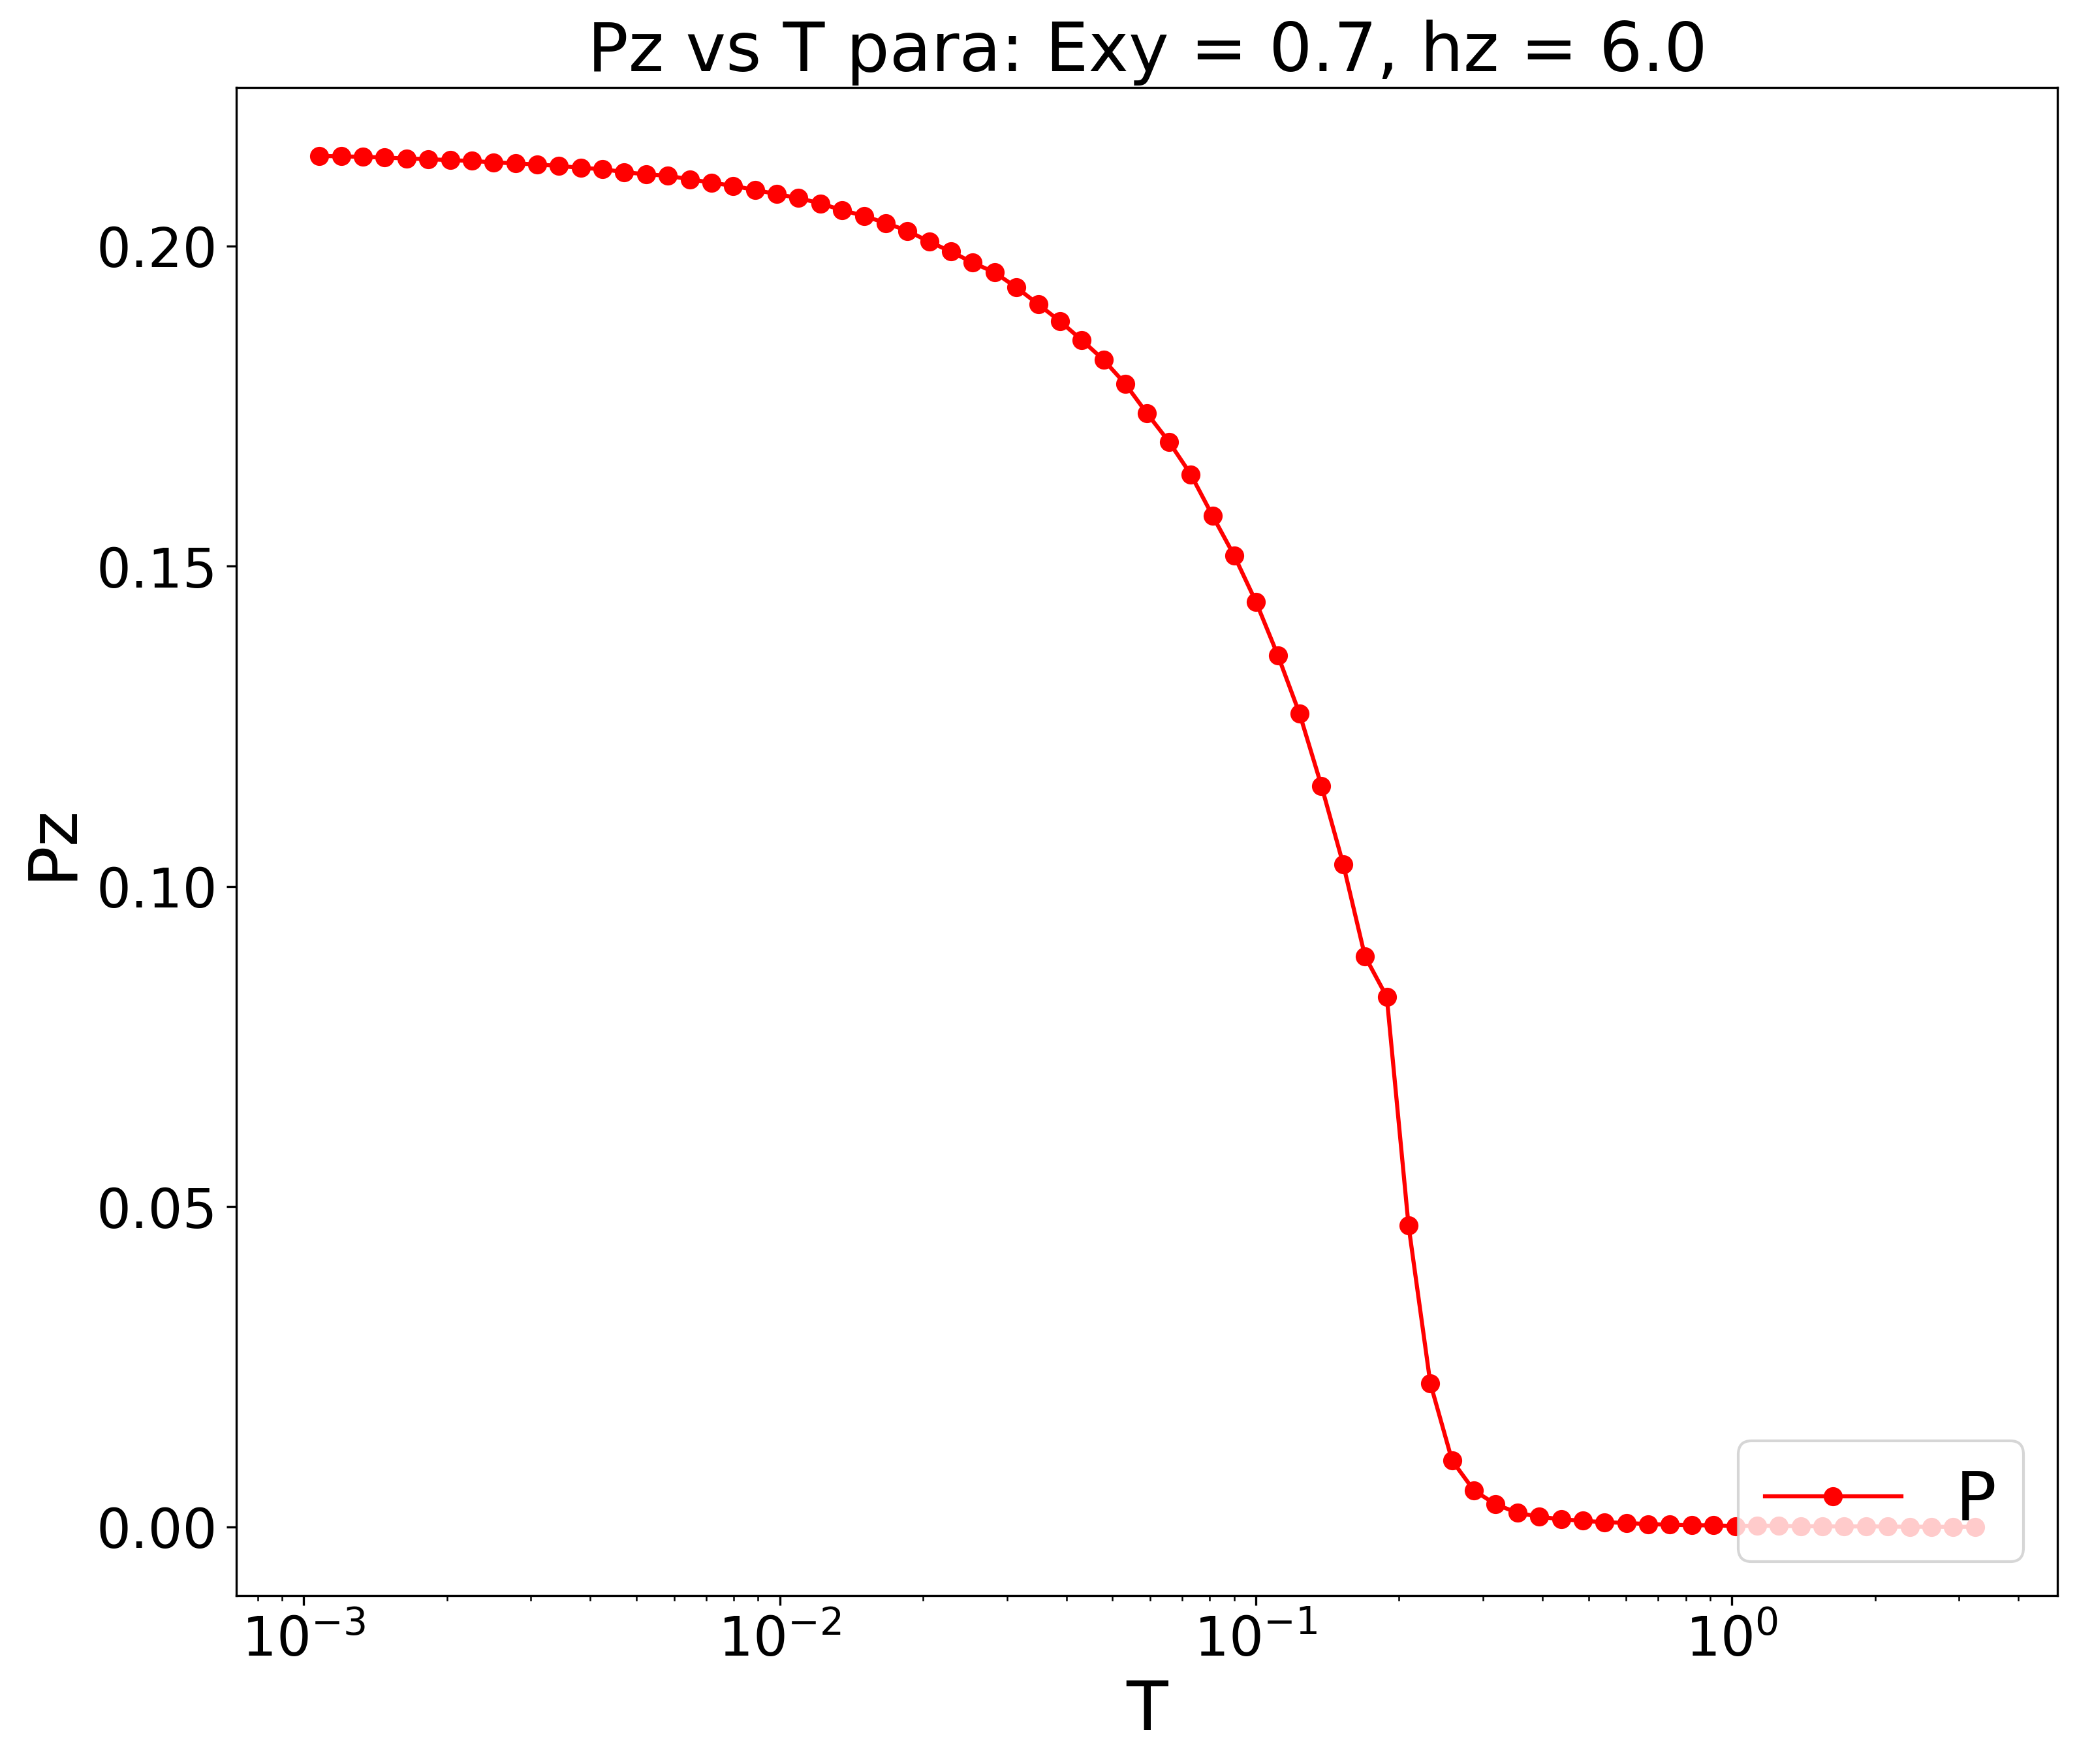 Pz vs T para: Exy = 0.7, hz = 6.0
Pz
0.20
0.15
0.10
0.05
0.00
P
10⁻³ 10⁻² 10⁻¹ 10⁰
T